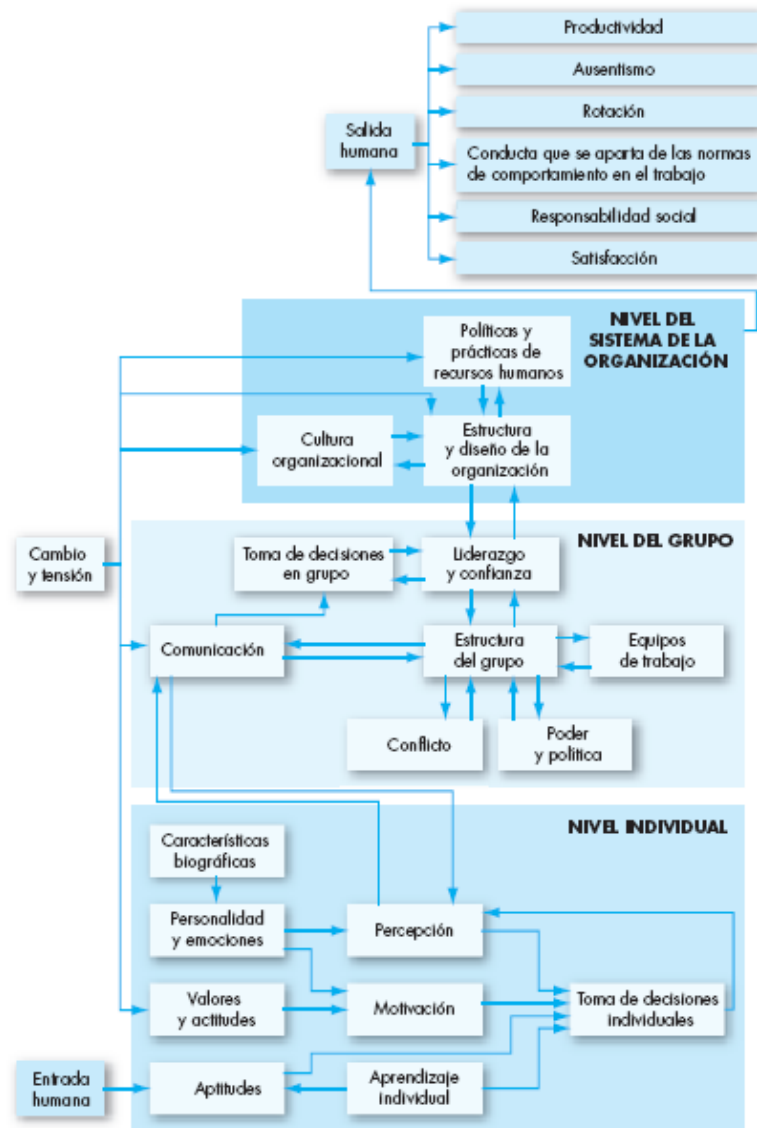 Productividad
Ausentismo
Rotación
Salida
humana
Conducta que se aparta de las normas
de comportamiento en el trabajo
Responsabilidad social
Satisfacción
NIVEL DEL
SISTEMA DE LA
ORGANIZACIÓN
Políticas y
prácticas de
recursos humanos
Cultura
organizacional
Estructura
y diseño de la
organización
NIVEL DEL GRUPO
Cambio
y tensión
Toma de decisiones
en grupo
Liderazgo
y confianza
Comunicación
Estructura
del grupo
Equipos
de trabajo
Conflicto
Poder
y política
NIVEL INDIVIDUAL
Características
biográficas
Personalidad
y emociones
Percepción
Valores
y actitudes
Motivación
Toma de decisiones
individuales
Entrada
humana
Aptitudes
Aprendizaje
individual